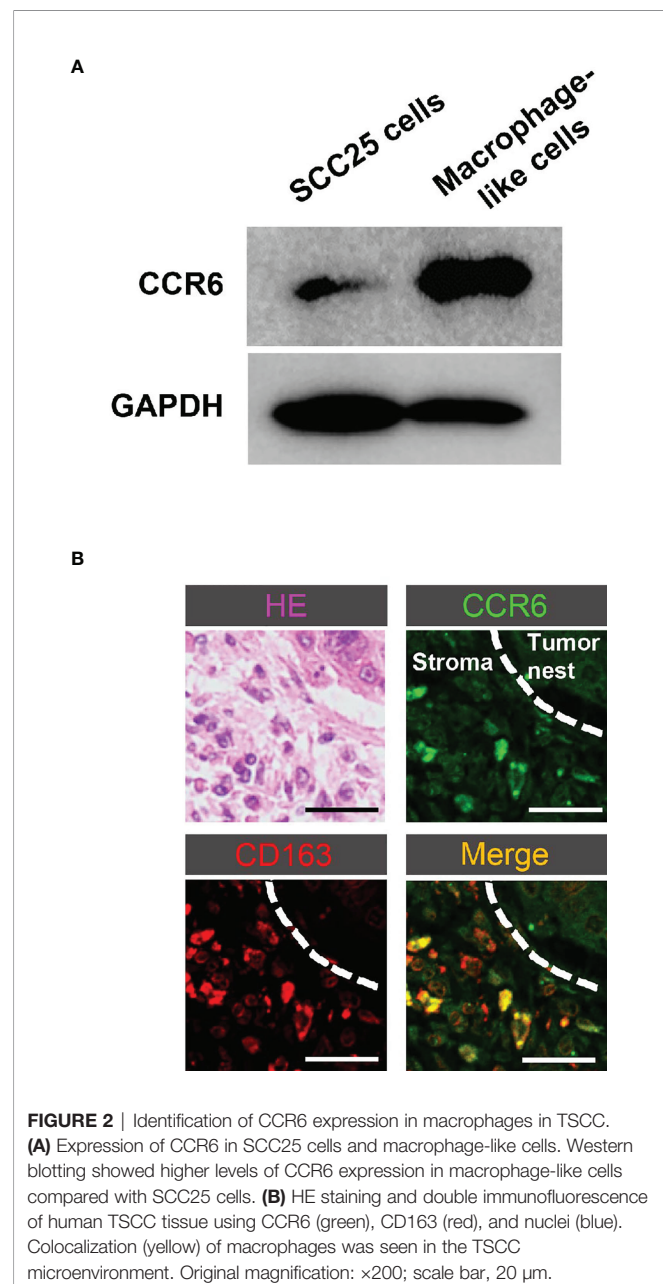 A
SCC25 cells
Macrophage-
like cells
CCR6
GAPDH
B
HE
CCR6
Stroma
Tumor
nest
CD163
Merge
FIGURE 2 | Identification of CCR6 expression in macrophages in TSCC.
(A) Expression of CCR6 in SCC25 cells and macrophage-like cells. Western
blotting showed higher levels of CCR6 expression in macrophage-like cells
compared with SCC25 cells. (B) HE staining and double immunofluorescence
of human TSCC tissue using CCR6 (green), CD163 (red), and nuclei (blue).
Colocalization (yellow) of macrophages was seen in the TSCC
microenvironment. Original magnification: ×200; scale bar, 20 μm.